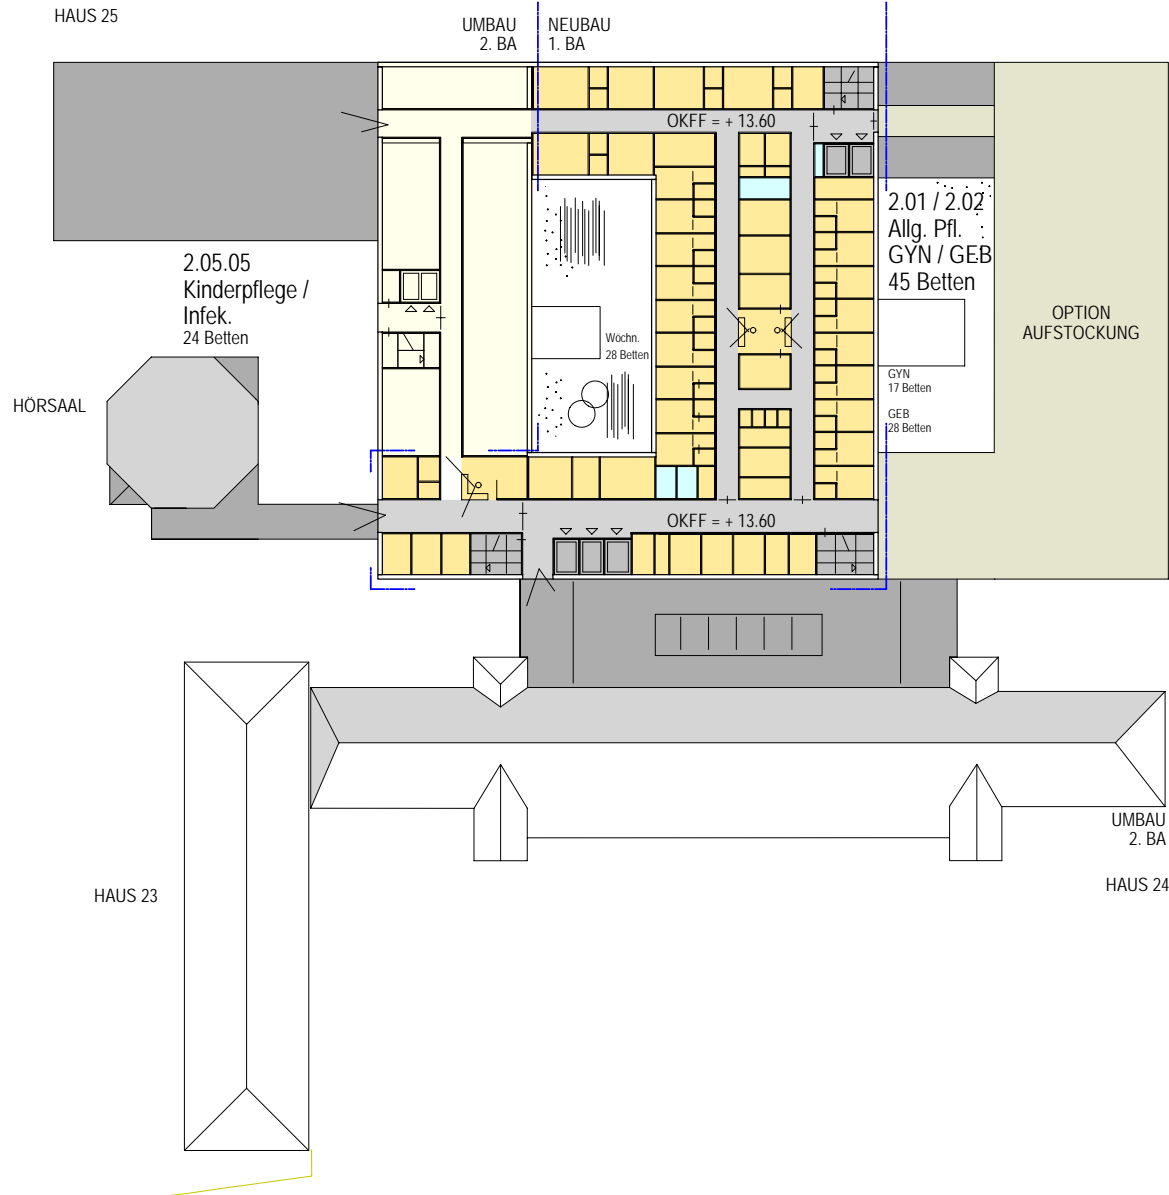 HAUS 25
UMBAU
2. BA
NEUBAU
1. BA
OKFF = + 13.60
2.01 / 2.02
Allg. Pfl.
GYN / GEB
45 Betten
2.05.05
Kinderpflege /
Infek.
24 Betten
OPTION
AUFSTOCKUNG
Wöchn.
28 Betten
GYN
17 Betten
GEB
28 Betten
HÖRSAAL
OKFF = + 13.60
UMBAU
2. BA
HAUS 24
HAUS 23